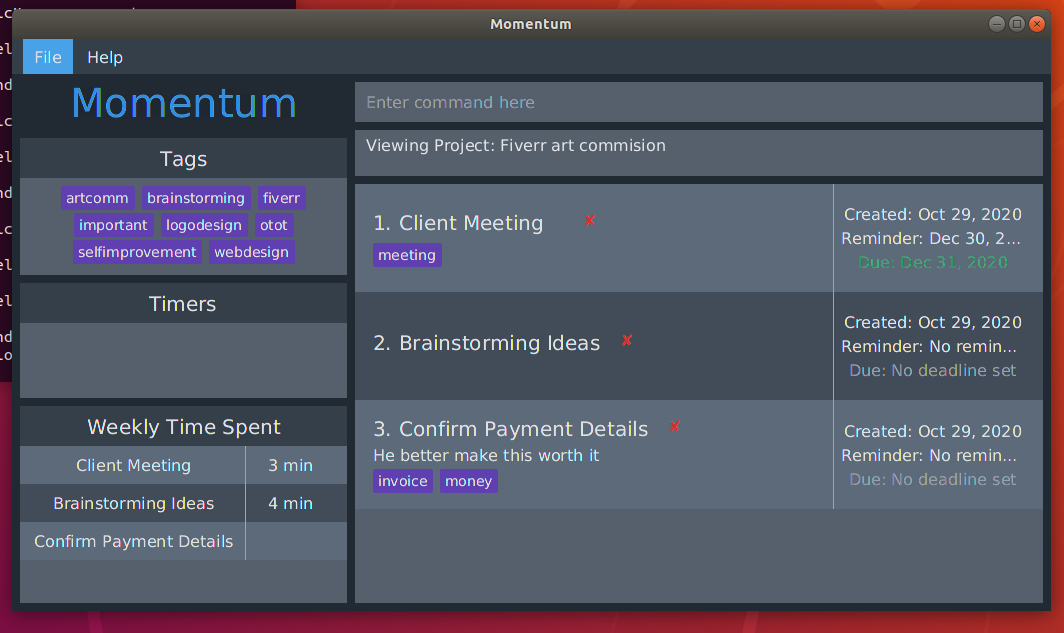 Momentum
File Help
Momentum
Enter command here
Viewing Project: Fiverr art commision
Tags
artcomm brainstorming fiverr
important logodesign otot
selfimprovement webdesign
Timers
Weekly Time Spent
Client Meeting 3 min
Brainstorming Ideas 4 min
Confirm Payment Details
1. Client Meeting ✘
meeting
Created: Oct 29, 2020
Reminder: Dec 30, 2...
Due: Dec 31, 2020
2. Brainstorming Ideas ✘
Created: Oct 29, 2020
Reminder: No remin...
Due: No deadline set
3. Confirm Payment Details ✘
He better make this worth it
invoice money
Created: Oct 29, 2020
Reminder: No remin...
Due: No deadline set